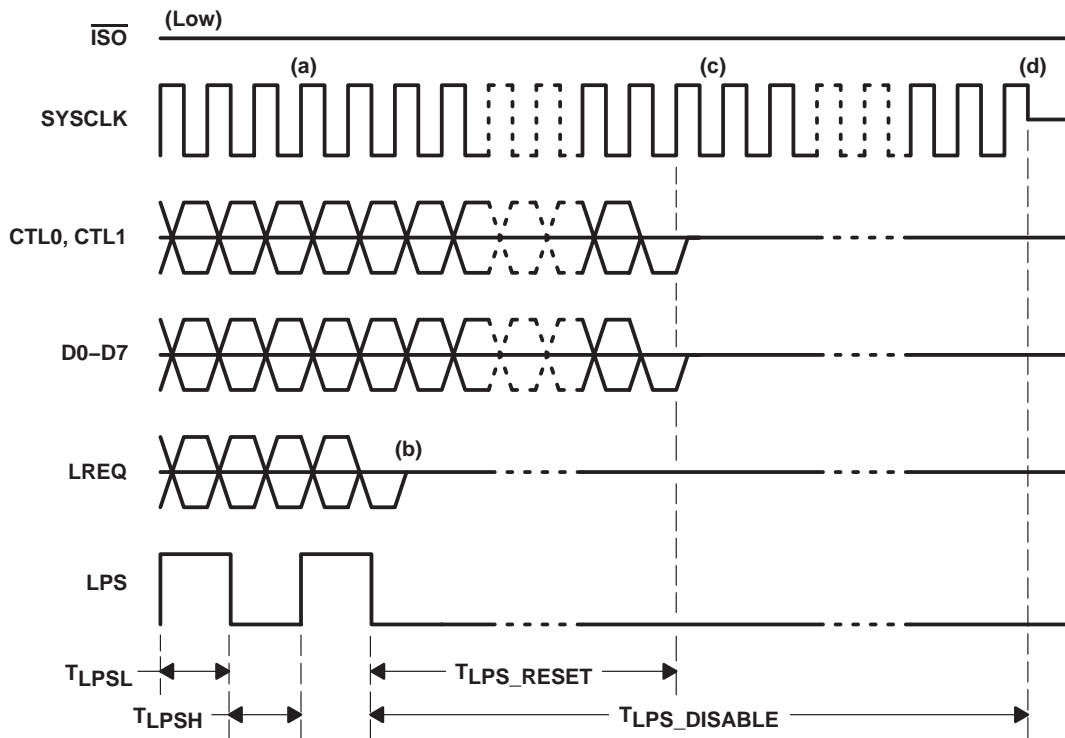 (Low)
ISO
(a)
(c)
(d)
SYSCLK
CTL0, CTL1
D0–D7
(b)
LREQ
LPS
TLPSL
TLPS_RESET
TLPSH
TLPS_DISABLE